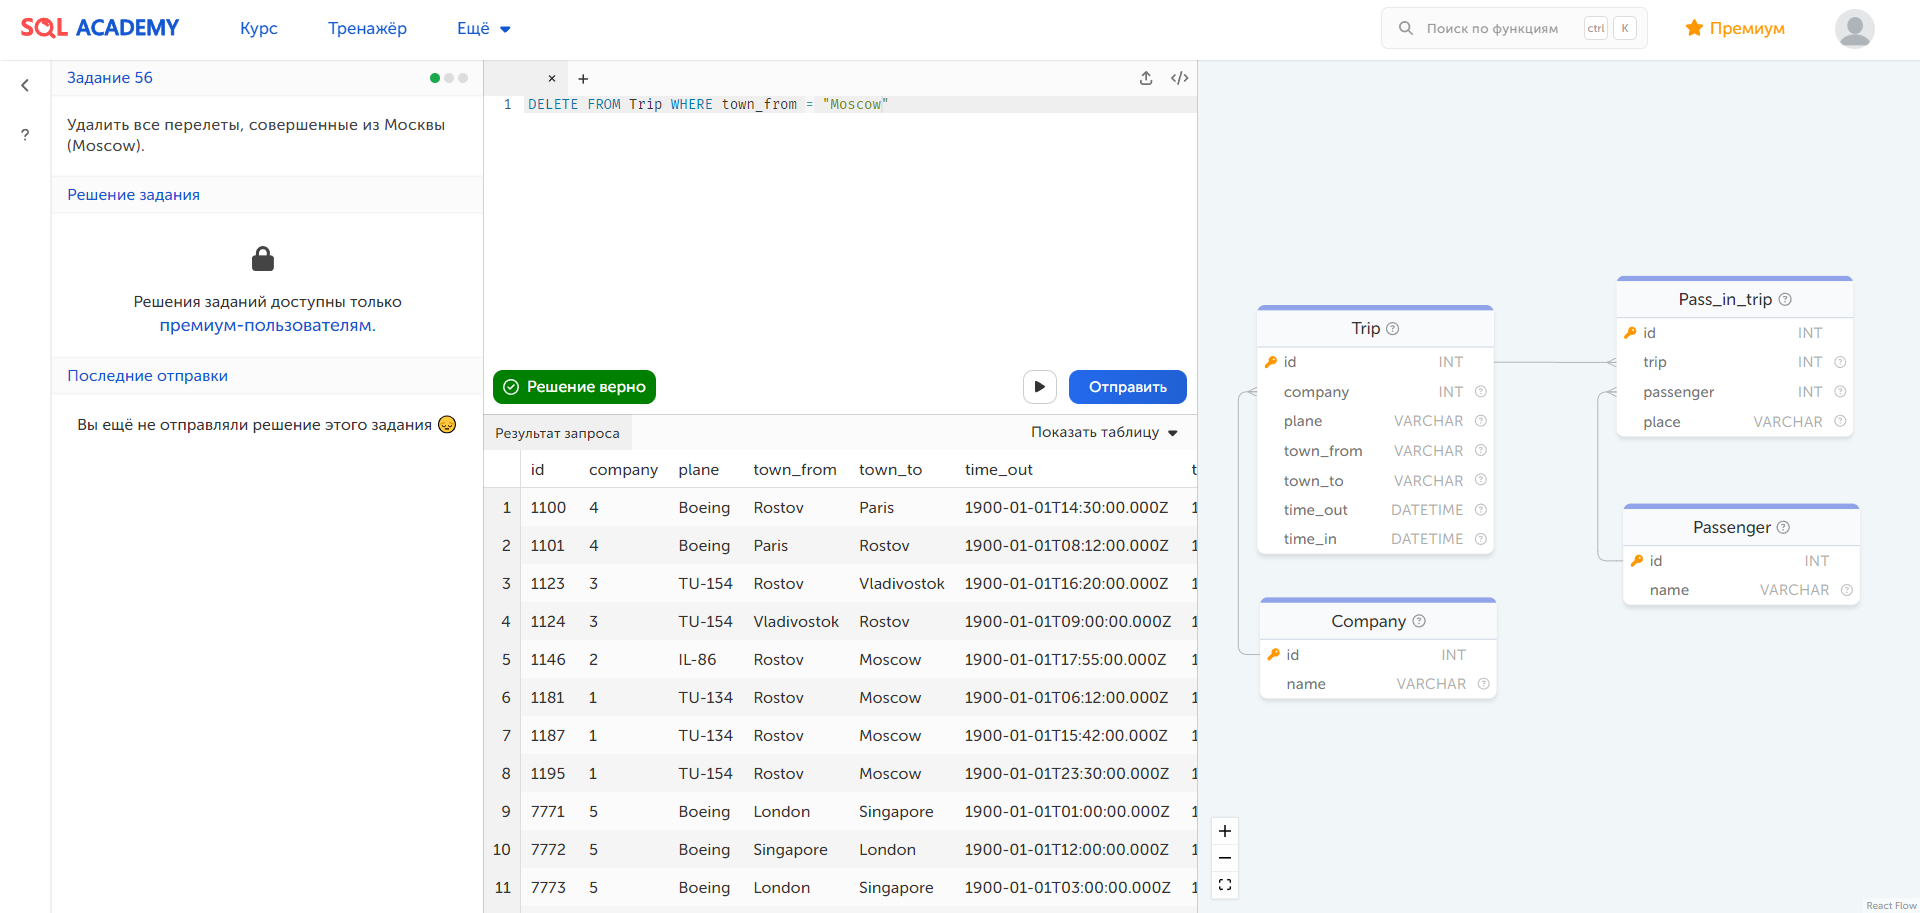 SQL ACADEMY
Курс
Тренажёр
Ещё
Поиск по функциям
ctrl
K
Премиум
Задание 56
Удалить все перелеты, совершенные из Москвы
(Moscow).
Решение задания
Решения заданий доступны только
премиум-пользователям.
Последние отправки
Вы ещё не отправляли решение этого задания 😔
?
× +
</>
1 DELETE FROM Trip WHERE town_from = "Moscow"
Решение верно
Отправить
Результат запроса
Показать таблицу
id company plane town_from town_to time_out t
1 1100 4 Boeing Rostov Paris 1900-01-01T14:30:00.000Z 1
2 1101 4 Boeing Paris Rostov 1900-01-01T08:12:00.000Z 1
3 1123 3 TU-154 Rostov Vladivostok 1900-01-01T16:20:00.000Z 1
4 1124 3 TU-154 Vladivostok Rostov 1900-01-01T09:00:00.000Z 1
5 1146 2 IL-86 Rostov Moscow 1900-01-01T17:55:00.000Z 1
6 1181 1 TU-134 Rostov Moscow 1900-01-01T06:12:00.000Z 1
7 1187 1 TU-134 Rostov Moscow 1900-01-01T15:42:00.000Z 1
8 1195 1 TU-154 Rostov Moscow 1900-01-01T23:30:00.000Z 1
9 7771 5 Boeing London Singapore 1900-01-01T01:00:00.000Z 1
10 7772 5 Boeing Singapore London 1900-01-01T12:00:00.000Z 1
11 7773 5 Boeing London Singapore 1900-01-01T03:00:00.000Z 1
Trip ?
id INT
company INT ?
plane VARCHAR ?
town_from VARCHAR ?
town_to VARCHAR ?
time_out DATETIME ?
time_in DATETIME ?
Company ?
id INT
name VARCHAR ?
Pass_in_trip ?
id INT
trip INT ?
passenger INT ?
place VARCHAR ?
Passenger ?
id INT
name VARCHAR ?
React Flow